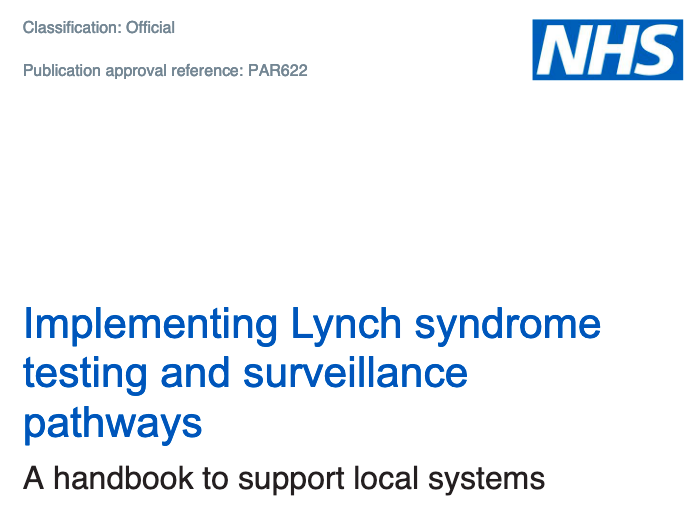 Classification: Official
NHS
Publication approval reference: PAR622
Implementing Lynch syndrome
testing and surveillance
pathways
A handbook to support local systems